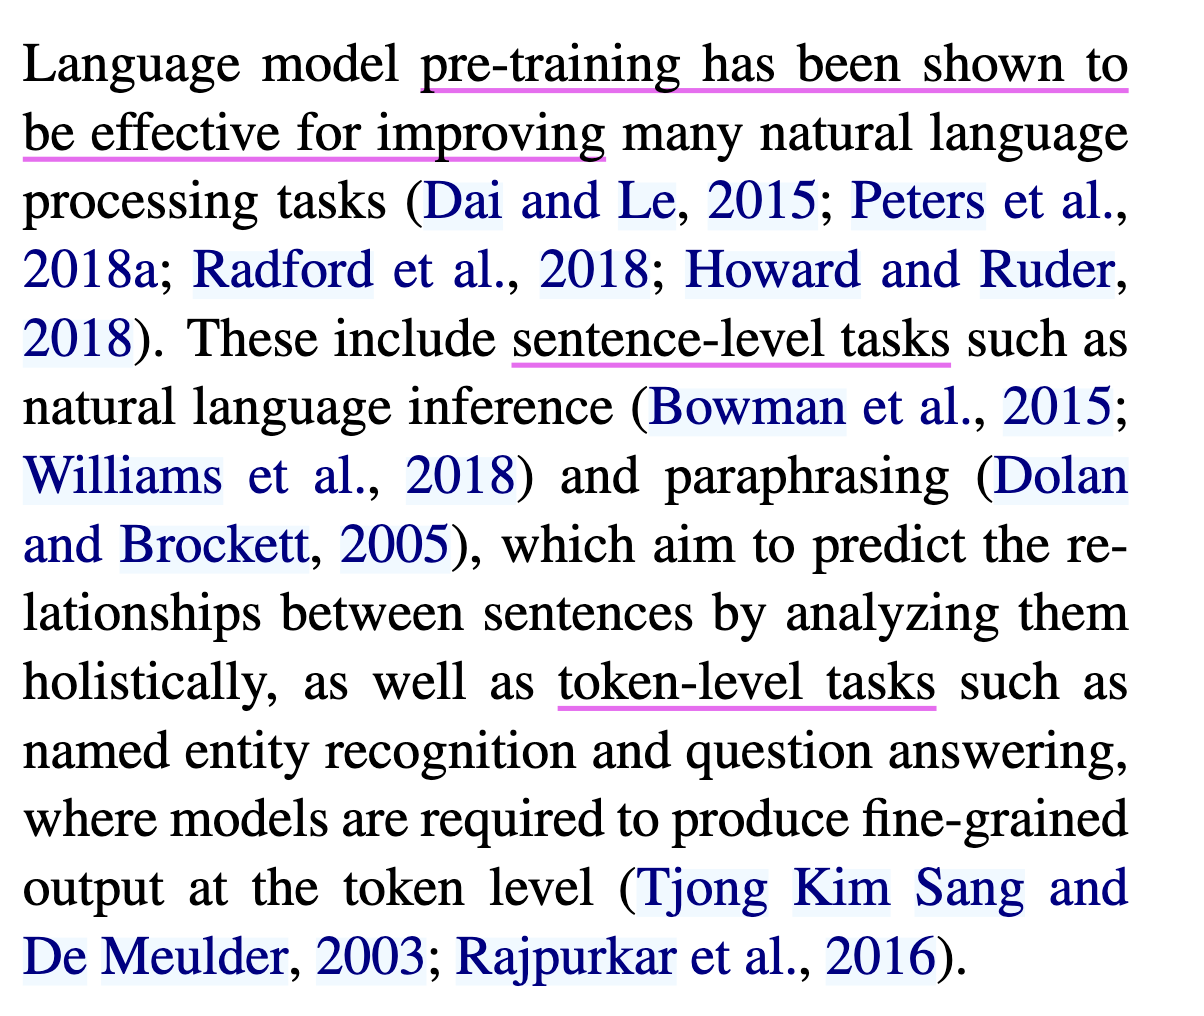 Language model pre-training has been shown to
be effective for improving many natural language
processing tasks (Dai and Le, 2015; Peters et al.,
2018a; Radford et al., 2018; Howard and Ruder,
2018). These include sentence-level tasks such as
natural language inference (Bowman et al., 2015;
Williams et al., 2018) and paraphrasing (Dolan
and Brockett, 2005), which aim to predict the re-
lationships between sentences by analyzing them
holistically, as well as token-level tasks such as
named entity recognition and question answering,
where models are required to produce fine-grained
output at the token level (Tjong Kim Sang and
De Meulder, 2003; Rajpurkar et al., 2016).